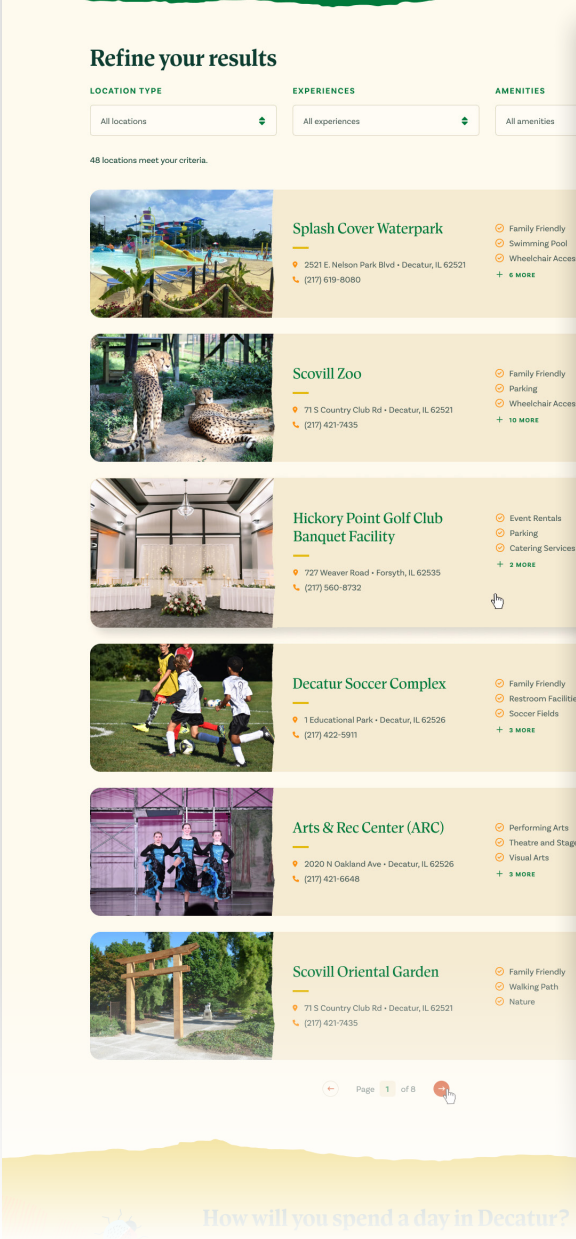 Refine your results
LOCATION TYPE
EXPERIENCES
AMENITIES
All locations
All experiences
All amenities
48 locations meet your criteria.
Splash Cover Waterpark
2521 E. Nelson Park Blvd • Decatur, IL 62521
(217) 619-8080
Family Friendly
Swimming Pool
Wheelchair Acces
+ 6 MORE
Scovill Zoo
71 S Country Club Rd • Decatur, IL 62521
(217) 421-7435
Family Friendly
Parking
Wheelchair Acces
+ 10 MORE
Hickory Point Golf Club
Banquet Facility
727 Weaver Road • Forsyth, IL 62535
(217) 560-8732
Event Rentals
Parking
Catering Services
+ 2 MORE
Decatur Soccer Complex
1 Educational Park • Decatur, IL 62526
(217) 422-5911
Family Friendly
Restroom Facilitie
Soccer Fields
+ 3 MORE
Arts & Rec Center (ARC)
2020 N Oakland Ave • Decatur, IL 62526
(217) 421-6648
Performing Arts
Theatre and Stage
Visual Arts
+ 3 MORE
Scovill Oriental Garden
71 S Country Club Rd • Decatur, IL 62521
(217) 421-7435
Family Friendly
Walking Path
Nature
Page 1 of 8
How will you spend a day in Decatur?